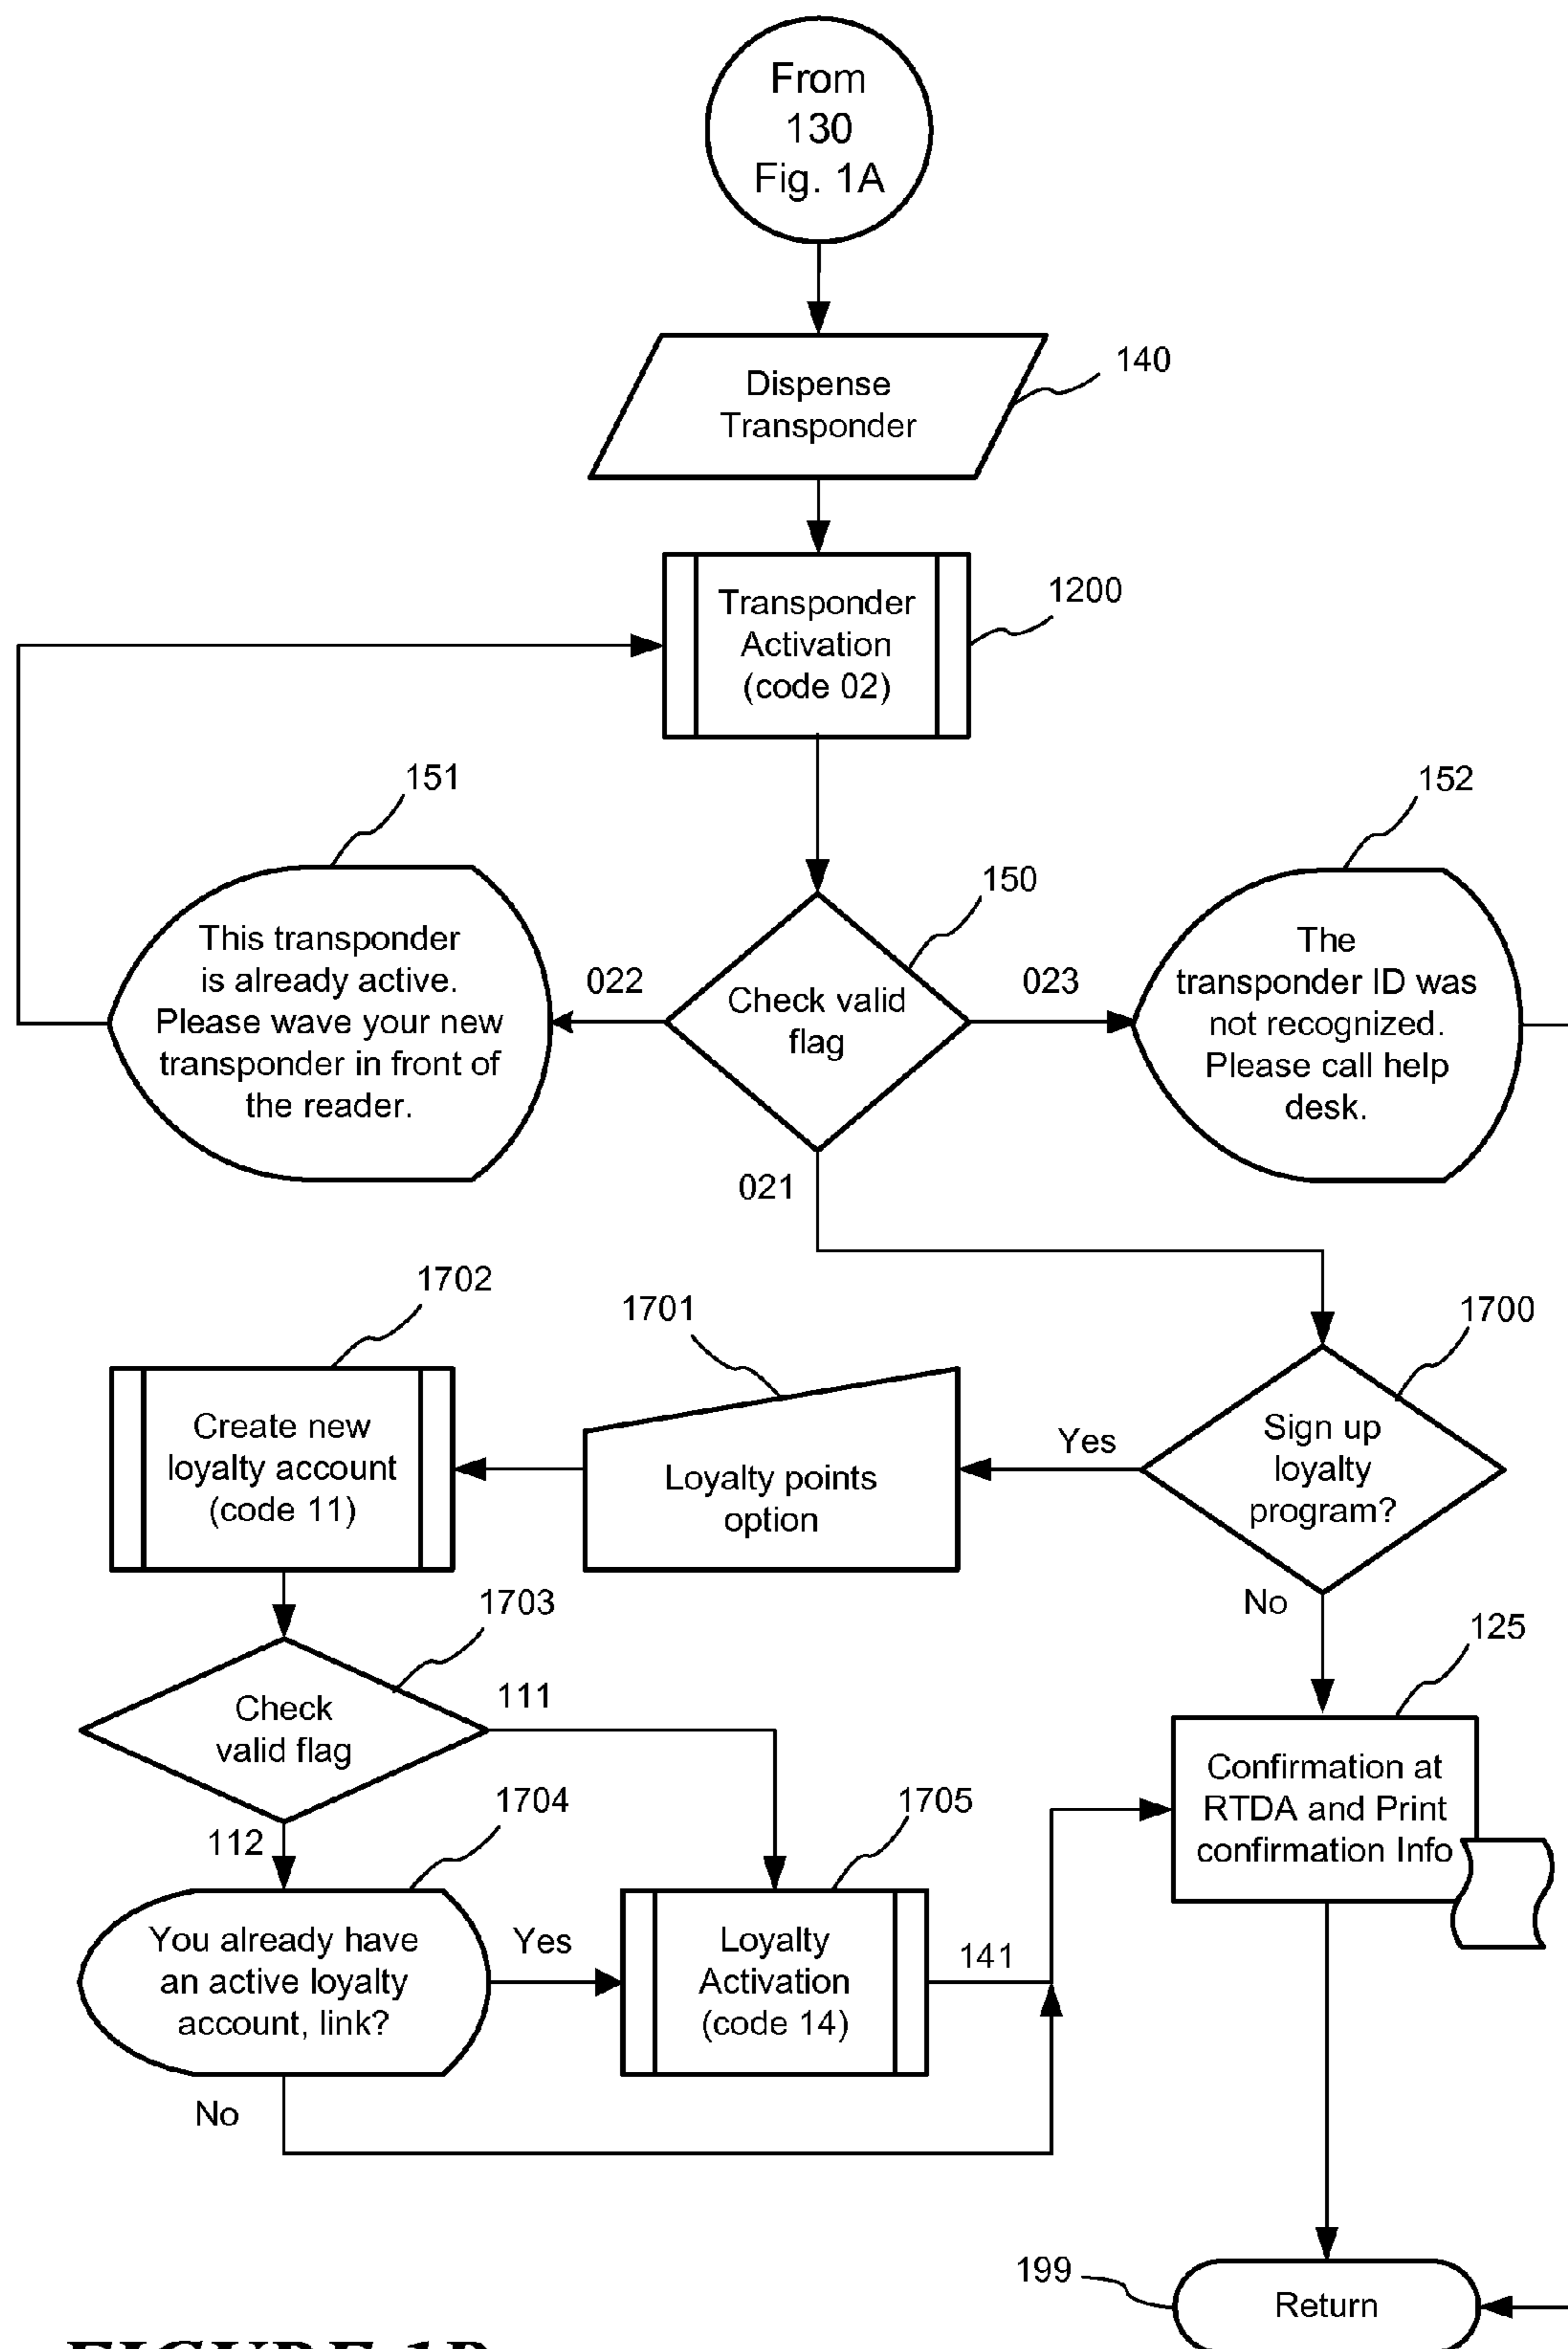 From
130
Fig. 1A
Dispense
Transponder
140
Transponder
Activation
(code 02)
1200
151
152
150
This transponder
is already active.
Please wave your new
transponder in front of
the reader.
022
Check valid
flag
023
The
transponder ID was
not recognized.
Please call help
desk.
021
1702
1701
1700
Create new
loyalty account
(code 11)
Loyalty points
option
Yes
Sign up
loyalty
program?
No
1703
125
Check
valid flag
111
112
1704
1705
Confirmation at
RTDA and Print
confirmation Info
You already have
an active loyalty
account, link?
Yes
Loyalty
Activation
(code 14)
141
No
199
Return